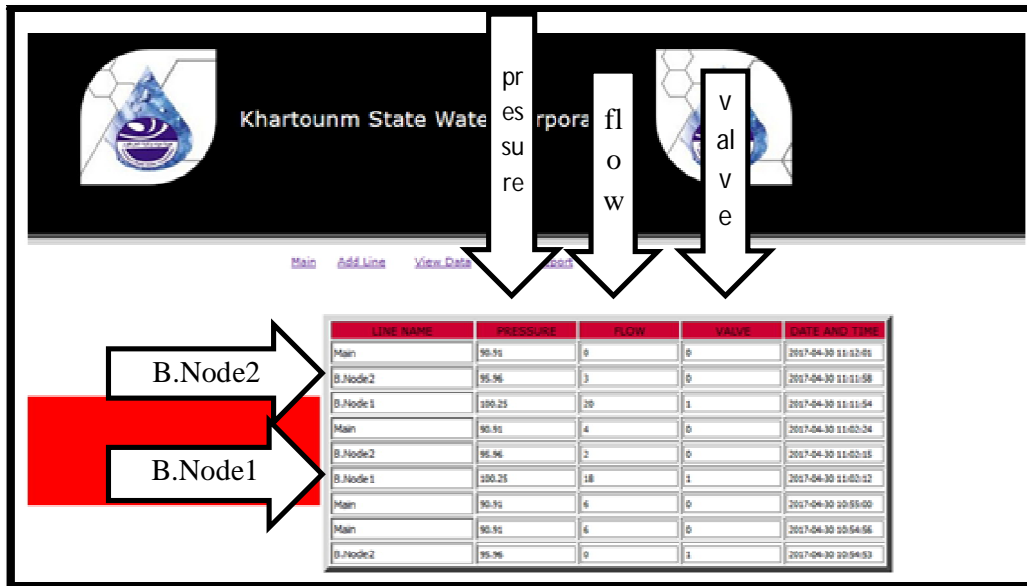 pr
es
su
re
fl
o
w
v
al
v
e
Khartounm State Wate rpora
Main Add Line View Data port
LINE NAME PRESSURE FLOW VALVE DATE AND TIME
Main 90.91 0 0 2017-04-30 11:12:01
B.Node2 95.96 3 0 2017-04-30 11:11:58
B.Node1 100.25 20 1 2017-04-30 11:11:54
Main 90.91 4 0 2017-04-30 11:02:24
B.Node2 95.96 2 0 2017-04-30 11:02:15
B.Node1 100.25 18 1 2017-04-30 11:02:12
Main 90.91 6 0 2017-04-30 10:55:00
Main 90.91 6 0 2017-04-30 10:54:56
B.Node2 95.96 0 1 2017-04-30 10:54:53
B.Node2
B.Node1